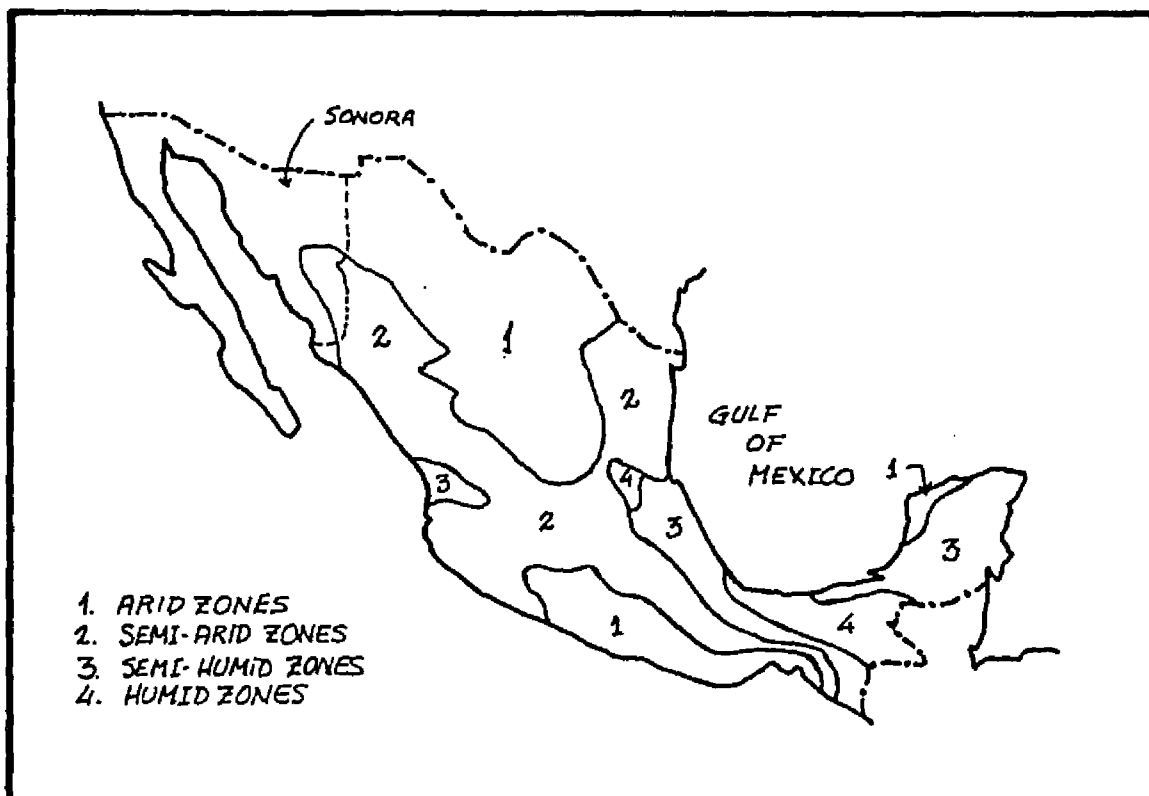 SONORA
2
1
2
GULF
OF
MEXICO
1
3
4
2
3
3
1
4
1. ARID ZONES
2. SEMI-ARID ZONES
3. SEMI-HUMID ZONES
4. HUMID ZONES